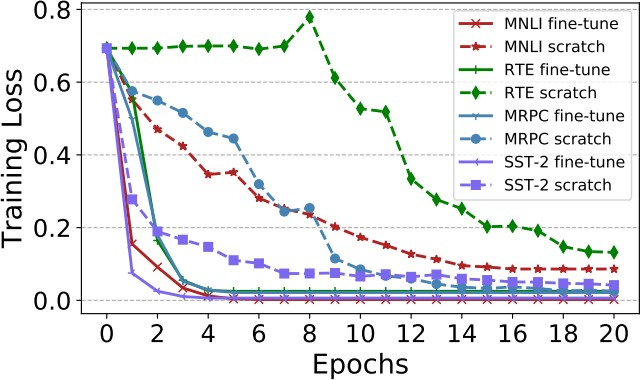 0.8
0.6
0.4
0.2
0.0
Training Loss
MNLI fine-tune
MNLI scratch
RTE fine-tune
RTE scratch
MRPC fine-tune
MRPC scratch
SST-2 fine-tune
SST-2 scratch
0 2 4 6 8 10 12 14 16 18 20
Epochs